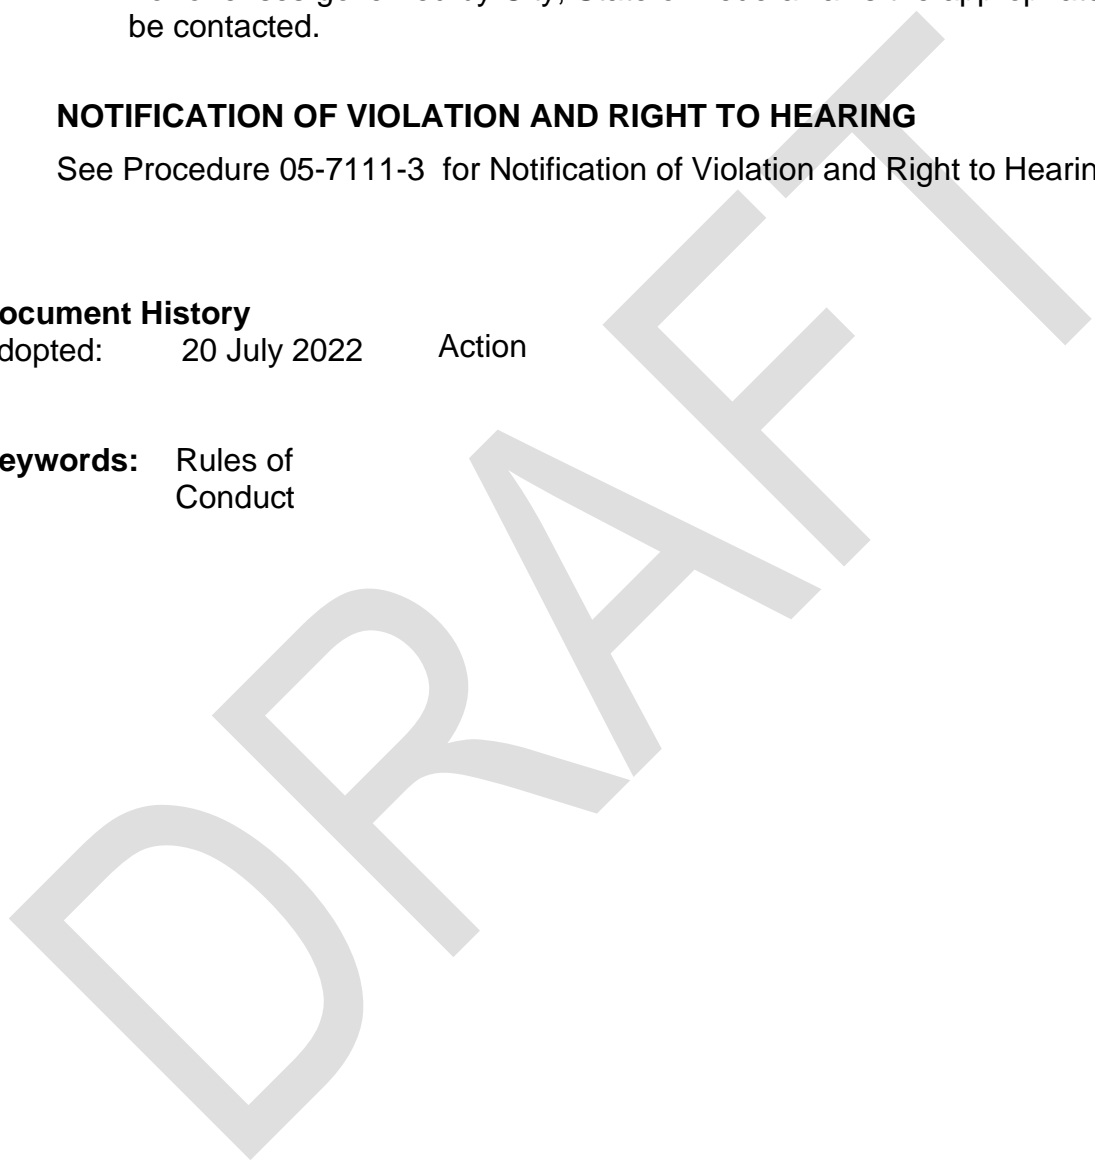 be contacted.
NOTIFICATION OF VIOLATION AND RIGHT TO HEARING
See Procedure 05-7111-3 for Notification of Violation and Right to Hearin
ocument History
dopted: 20 July 2022 Action
eywords: Rules of
Conduct
DRAFT